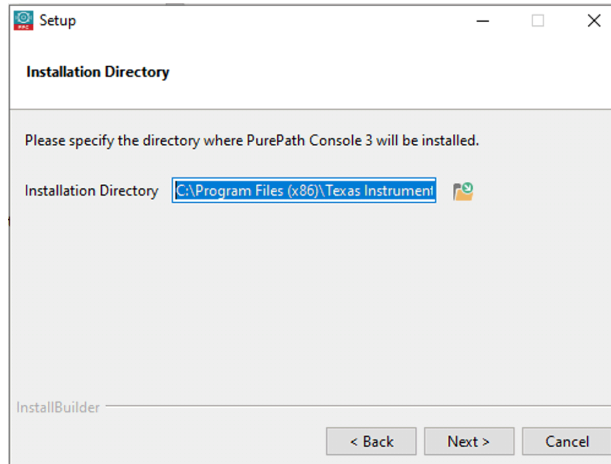 Setup
Installation Directory
Please specify the directory where PurePath Console 3 will be installed.
Installation Directory C:\Program Files (x86)\Texas Instrument
InstallBuilder
< Back Next > Cancel